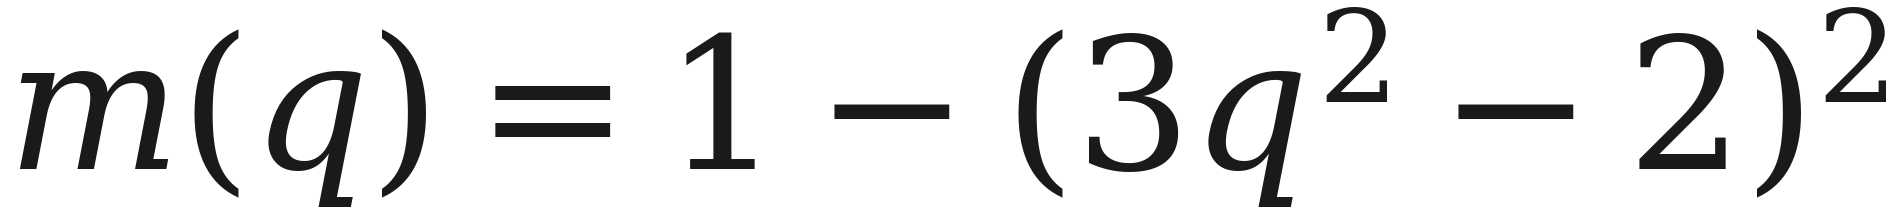 m(q) = 1 − (3q² − 2)²